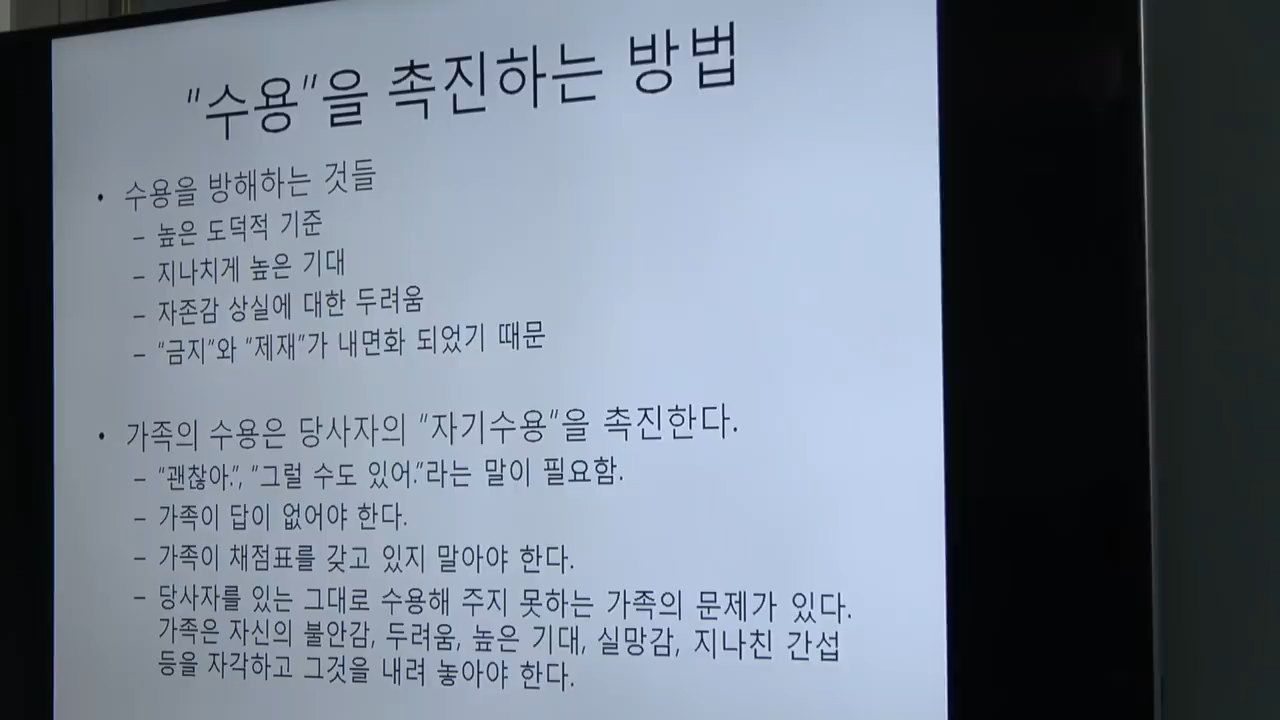 "수용"을 촉진하는 방법
• 수용을 방해하는 것들
– 높은 도덕적 기준
– 지나치게 높은 기대
– 자존감 상실에 대한 두려움
– "금지"와 "제재"가 내면화 되었기 때문
• 가족의 수용은 당사자의 "자기수용"을 촉진한다.
– "괜찮아.", "그럴 수도 있어."라는 말이 필요함.
– 가족이 답이 없어야 한다.
– 가족이 채점표를 갖고 있지 말아야 한다.
– 당사자를 있는 그대로 수용해 주지 못하는 가족의 문제가 있다.
가족은 자신의 불안감, 두려움, 높은 기대, 실망감, 지나친 간섭
등을 자각하고 그것을 내려 놓아야 한다.